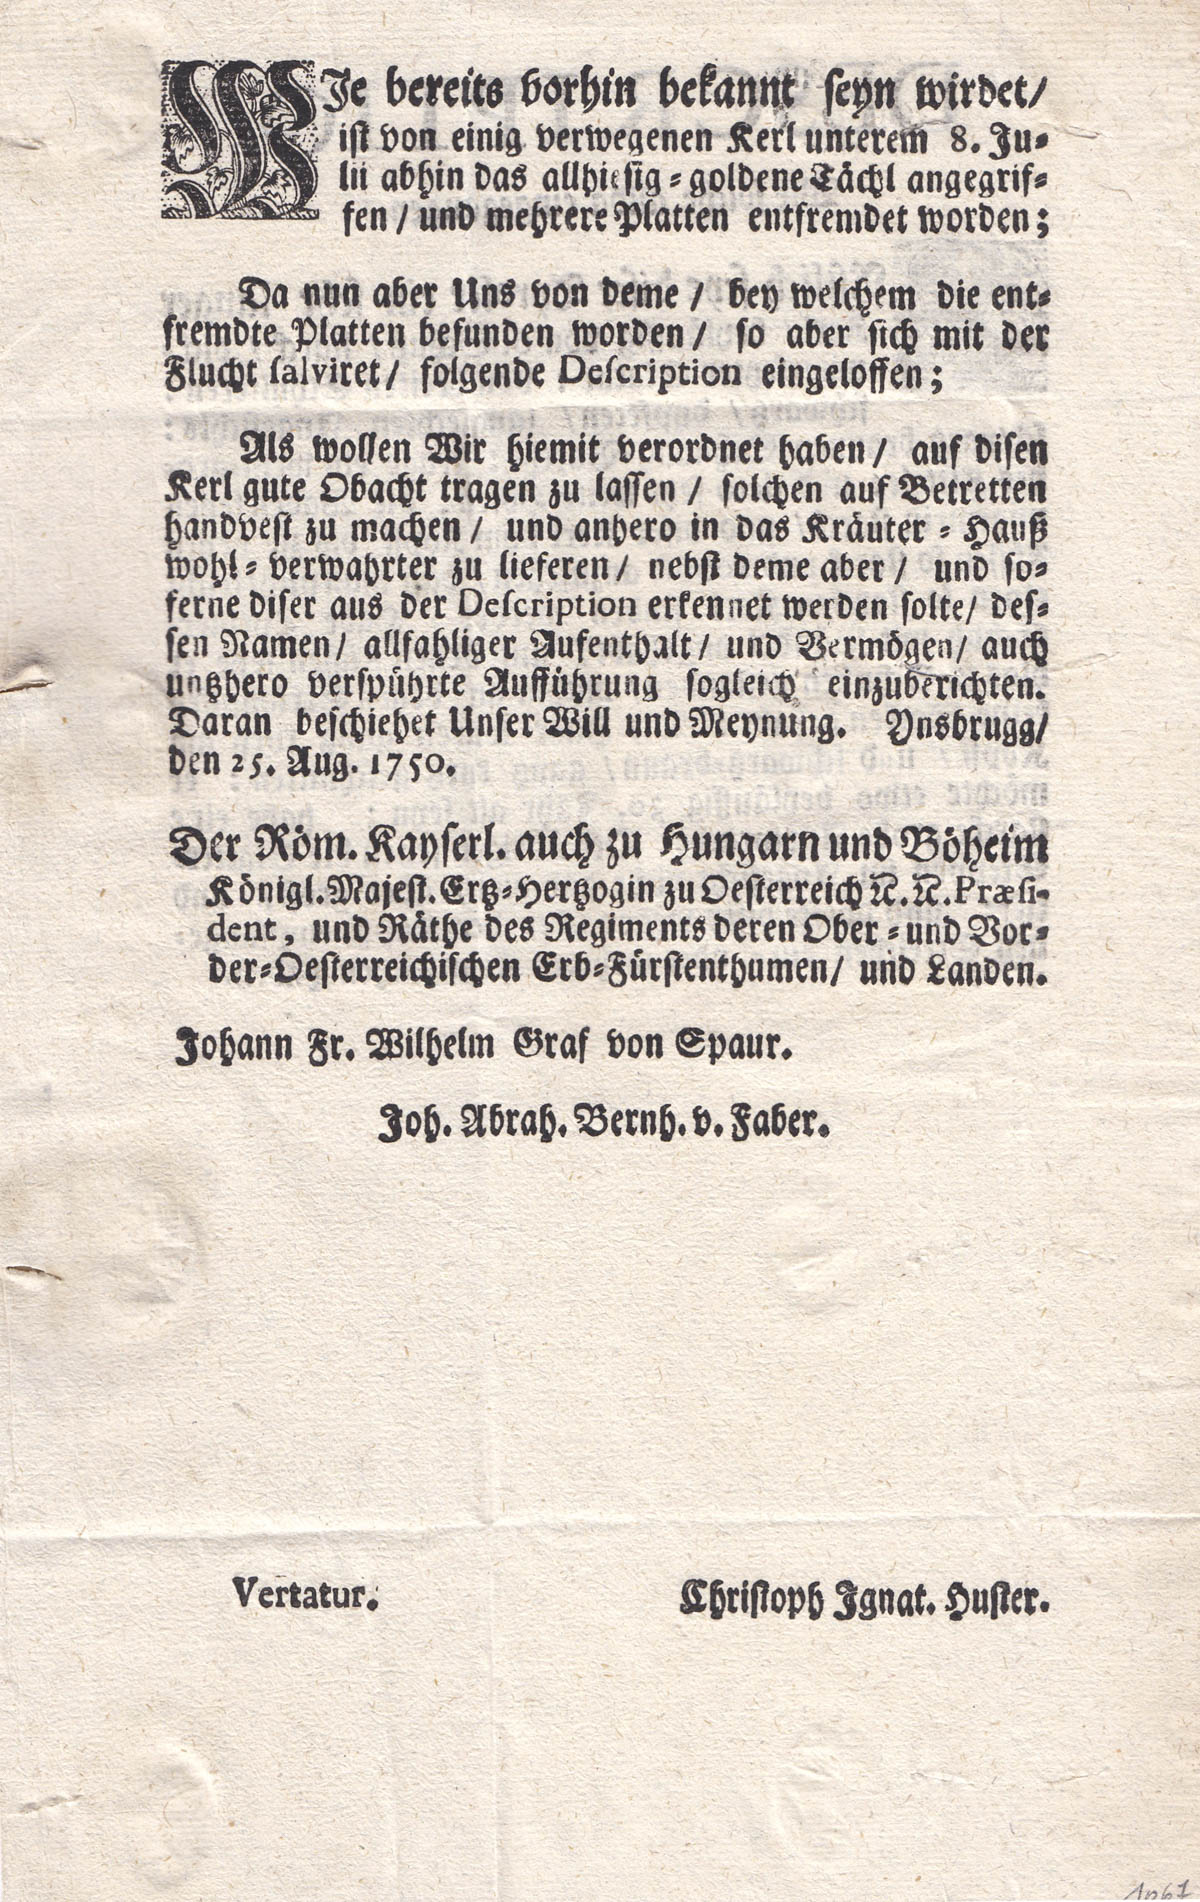 WIe bereits vorhin bekannt seyn wirdet/
ist von einig verwegenen Kerl unterem 8. Ju-
lii abhin das allhiesig-goldene Tächl angegrif-
fen / und mehrere Platten entfremdet worden;
Da nun aber Uns von deme / bey welchem die ent-
fremdte Platten befunden worden / so aber sich mit der
Flucht salviret / folgende Description eingeloffen;
Als wollen Wir hiemit verordnet haben / auf disen
Kerl gute Obacht tragen zu lassen / solchen auf Betretten
handvest zu machen / und anhero in das Kräuter-Hauß
wohl-verwahrter zu lieferen / nebst deme aber / und so-
ferne diser aus der Description erkennet werden solte / des-
sen Namen / allfahliger Aufenthalt / und Vermögen / auch
untzhero verspührte Aufführung sogleich einzuberichten.
Daran beschiehet Unser Will und Meynung. Ynsbrugg /
den 25. Aug. 1750.
Der Röm. Kayserl. auch zu Hungarn und Böheim
Königl. Majest. Ertz-Hertzogin zu Oesterreich ꝛc. ꝛc. Præsi-
dent, und Räthe des Regiments deren Ober- und Vor-
der-Oesterreichischen Erb-Fürstenthumen / und Landen.
Johann Fr. Wilhelm Graf von Spaur.
Joh. Abrah. Bernh. v. Faber.
Vertatur.
Christoph Ignat. Huster.